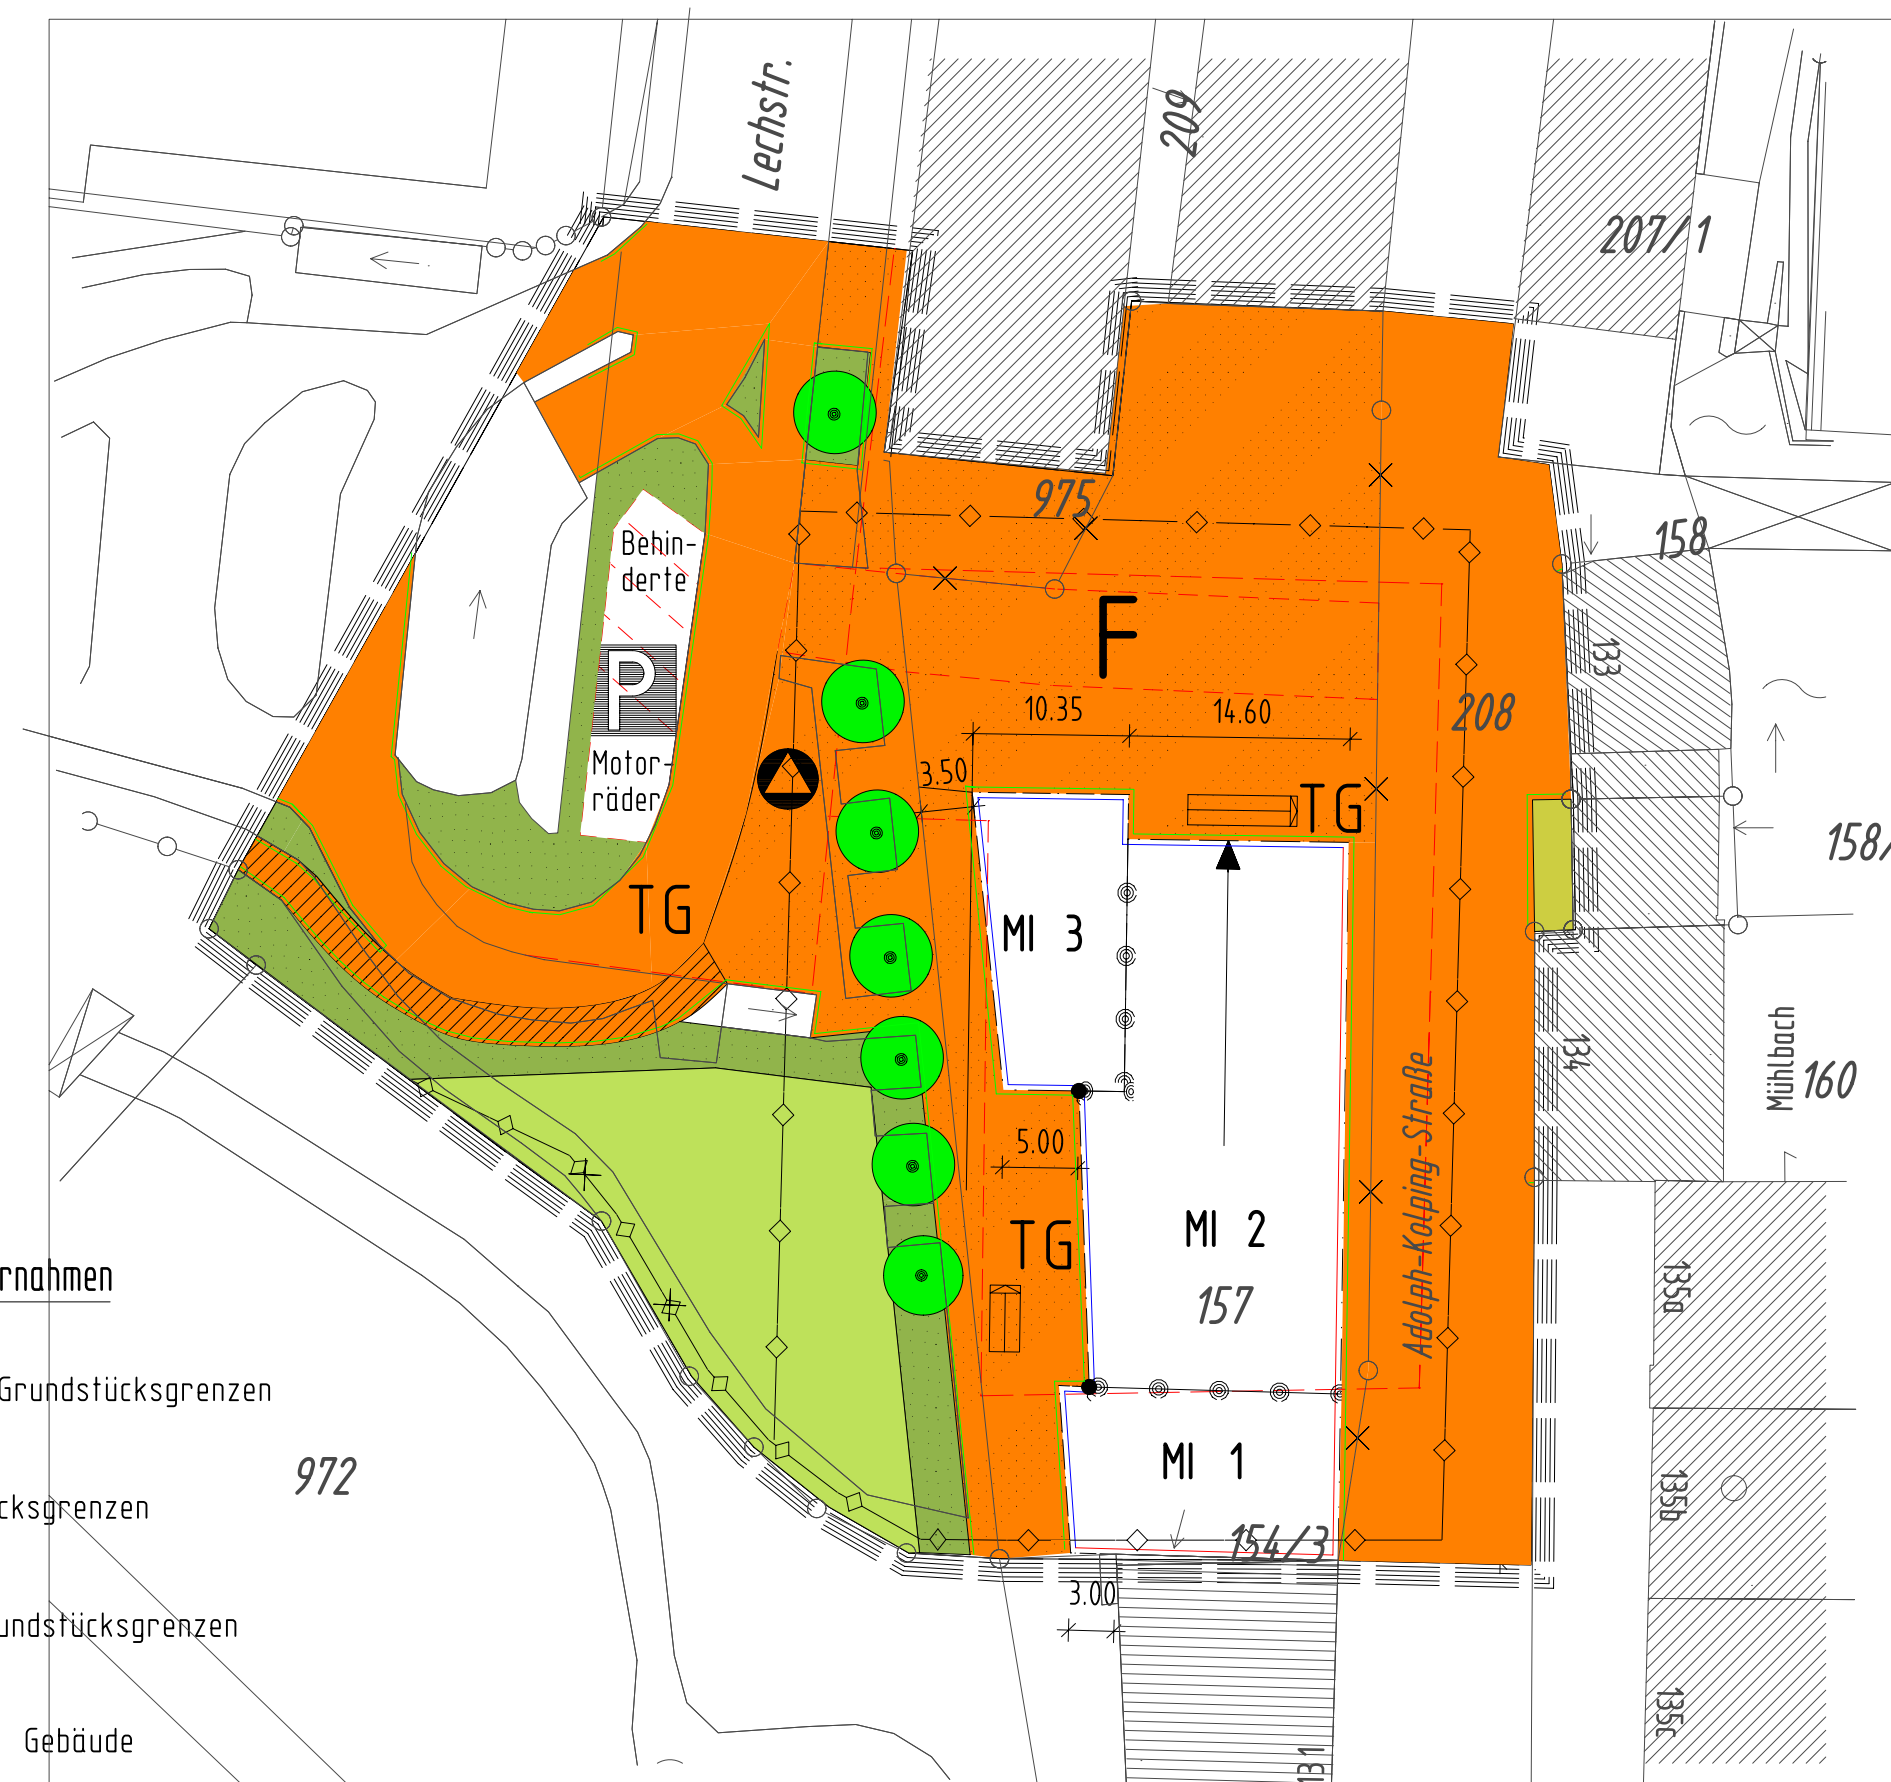 Lechstr.
209
207/1
975
158
Behin-
derte
P
Motor-
räder
F
133
208
10.35
14.60
3.50
TG
158/
TG
MI 3
134
Mühlbach
160
5.00
Adolph-Kolping-Straße
TG
MI 2
157
135a
rnahmen
Grundstücksgrenzen
972
MI 1
135b
cksgrenzen
154/3
3.00
undstücksgrenzen
135c
Gebäude
131